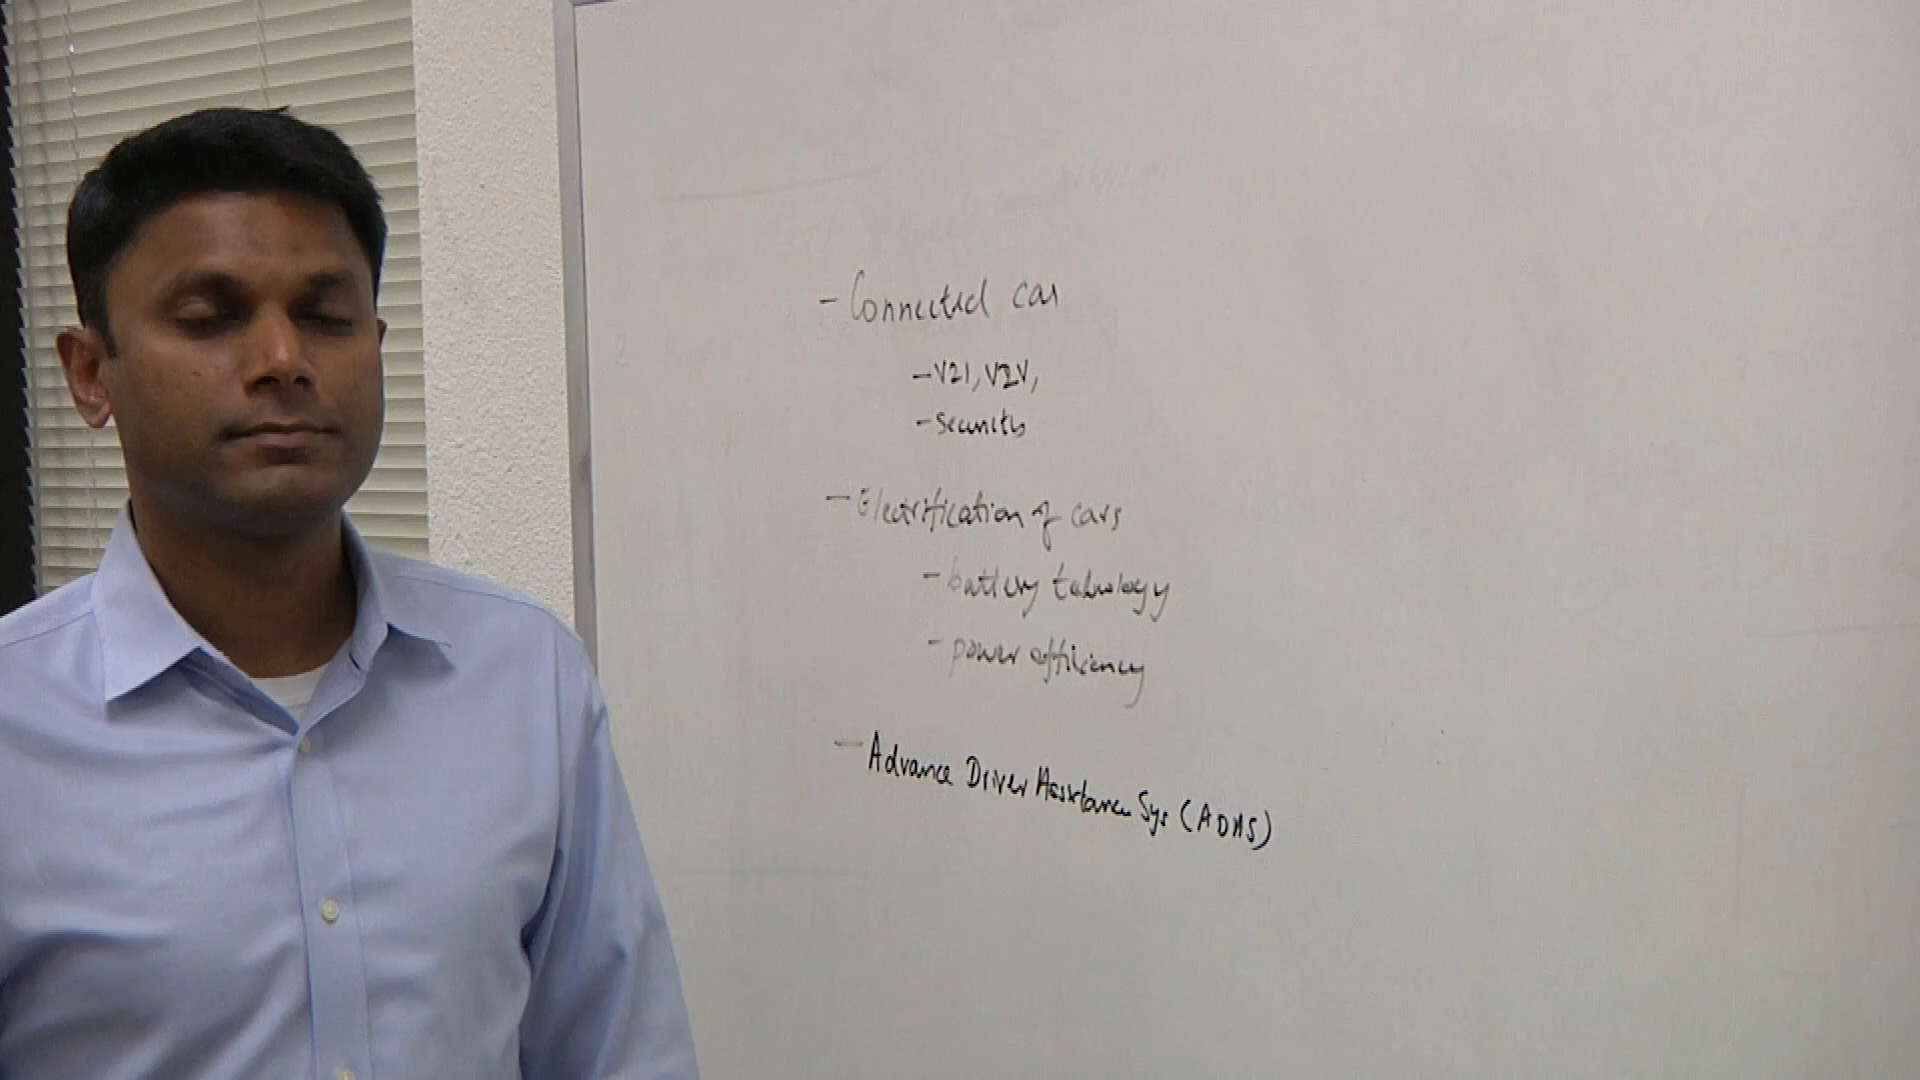 - Connected car
- V2I, V2V,
- Security
- Electrification of cars
- battery technology
- power efficiency
- Advance Driver Assistance Sys (ADAS)